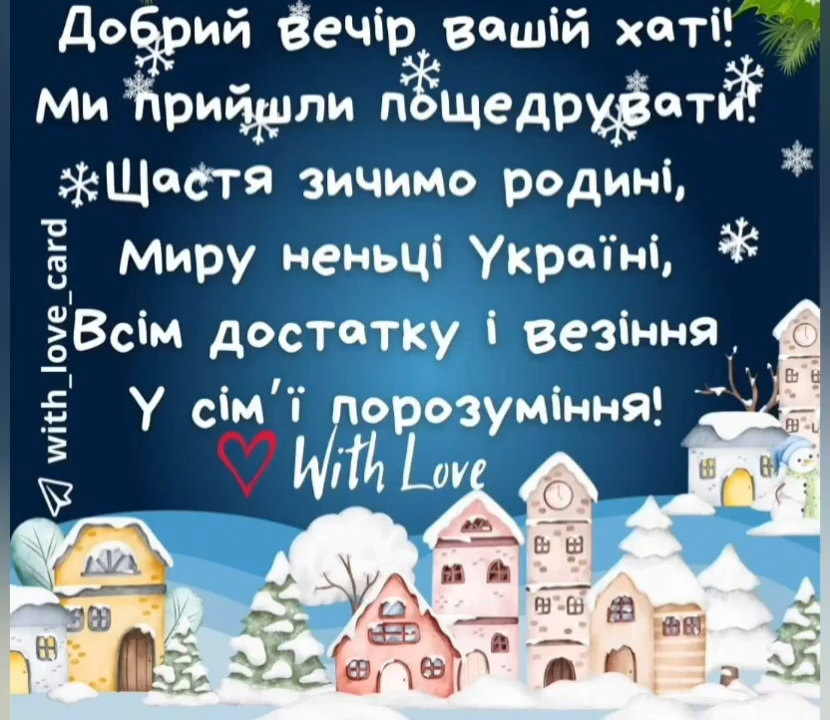 Добрий вечір вашій хаті!
Ми прийшли пощедрувати!
Щастя зичимо родині,
Миру неньці Україні,
Всім достатку і везіння
У сім'ї порозуміння!
With Love
with_love_card